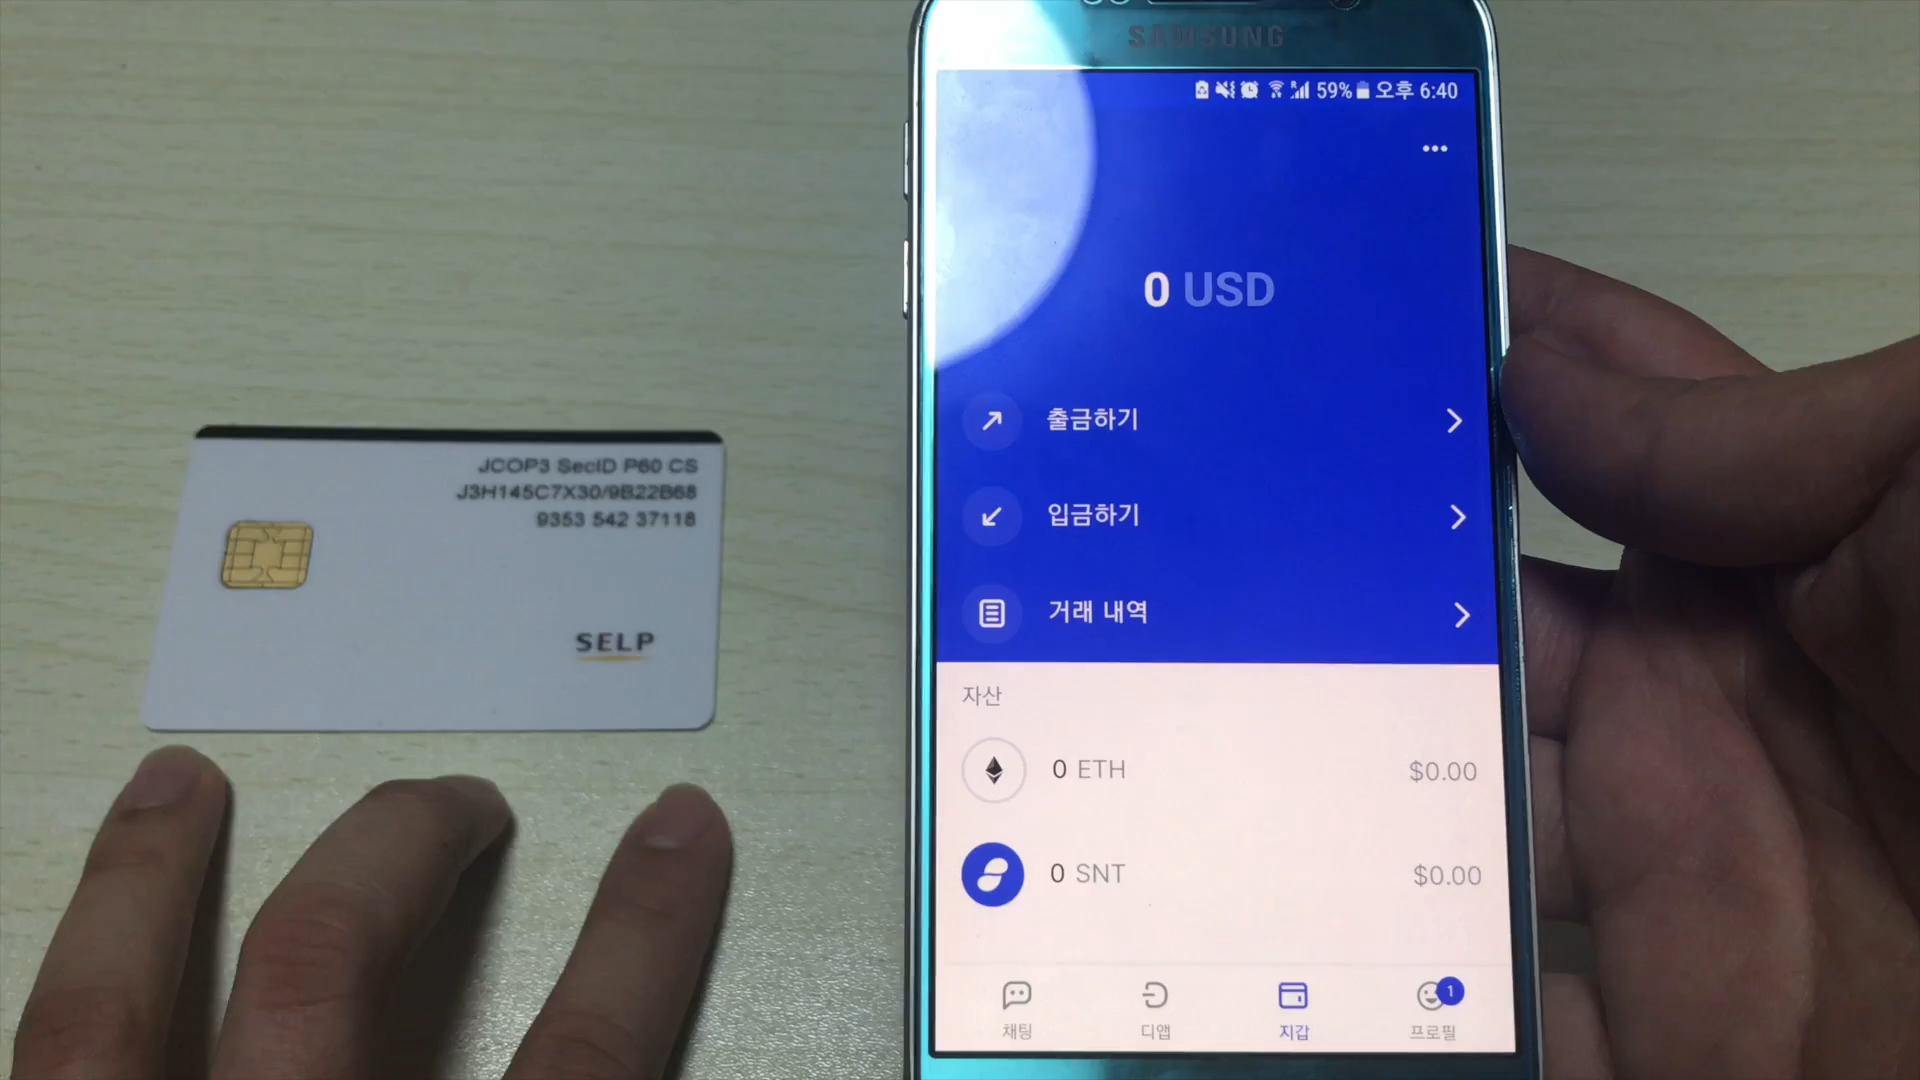 JCOP3 SecID P60 CS
J3H145C7X30/9B22B68
9353 542 37118
SELP
SAMSUNG
59% 오후 6:40
0 USD
출금하기
입금하기
거래 내역
자산
0 ETH $0.00
0 SNT $0.00
채팅 디앱 지갑 프로필 1